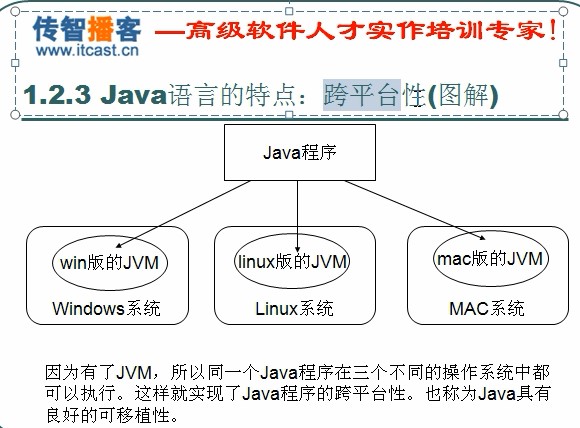 传智播客 —高级软件人才实作培训专家!
www.itcast.cn
1.2.3 Java语言的特点：跨平台性(图解)
Java程序
win版的JVM
linux版的JVM
mac版的JVM
Windows系统
Linux系统
MAC系统
因为有了JVM，所以同一个Java程序在三个不同的操作系统中都
可以执行。这样就实现了Java程序的跨平台性。也称为Java具有
良好的可移植性。